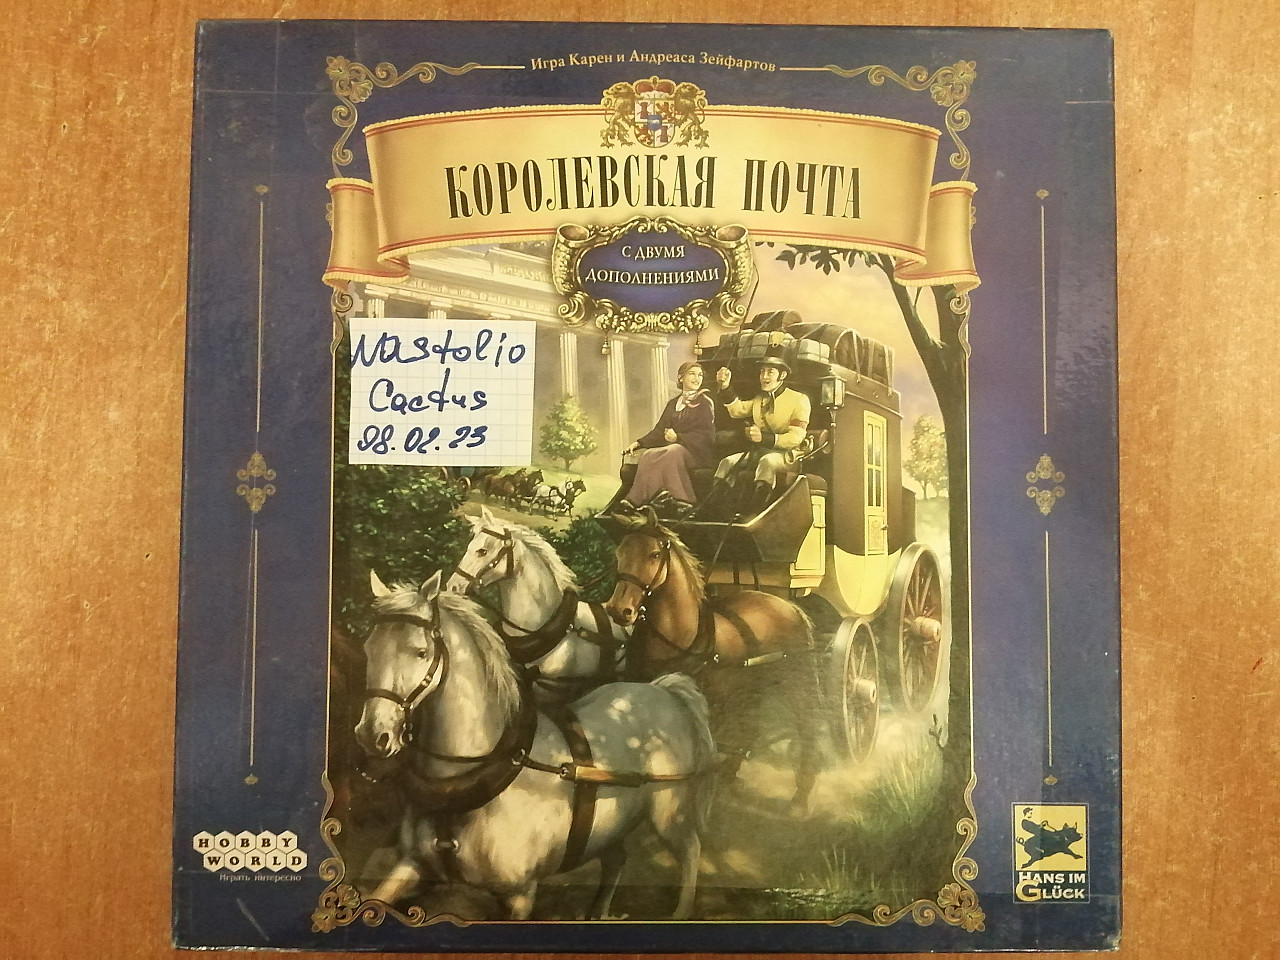 Игра Карен и Андреаса Зейфартов
КОРОЛЕВСКАЯ ПОЧТА
С ДВУМЯ
ДОПОЛНЕНИЯМИ
Nastolio
Cactus
28.02.23
HOBBY
WORLD
Играть интересно
HANS IM
GLÜCK